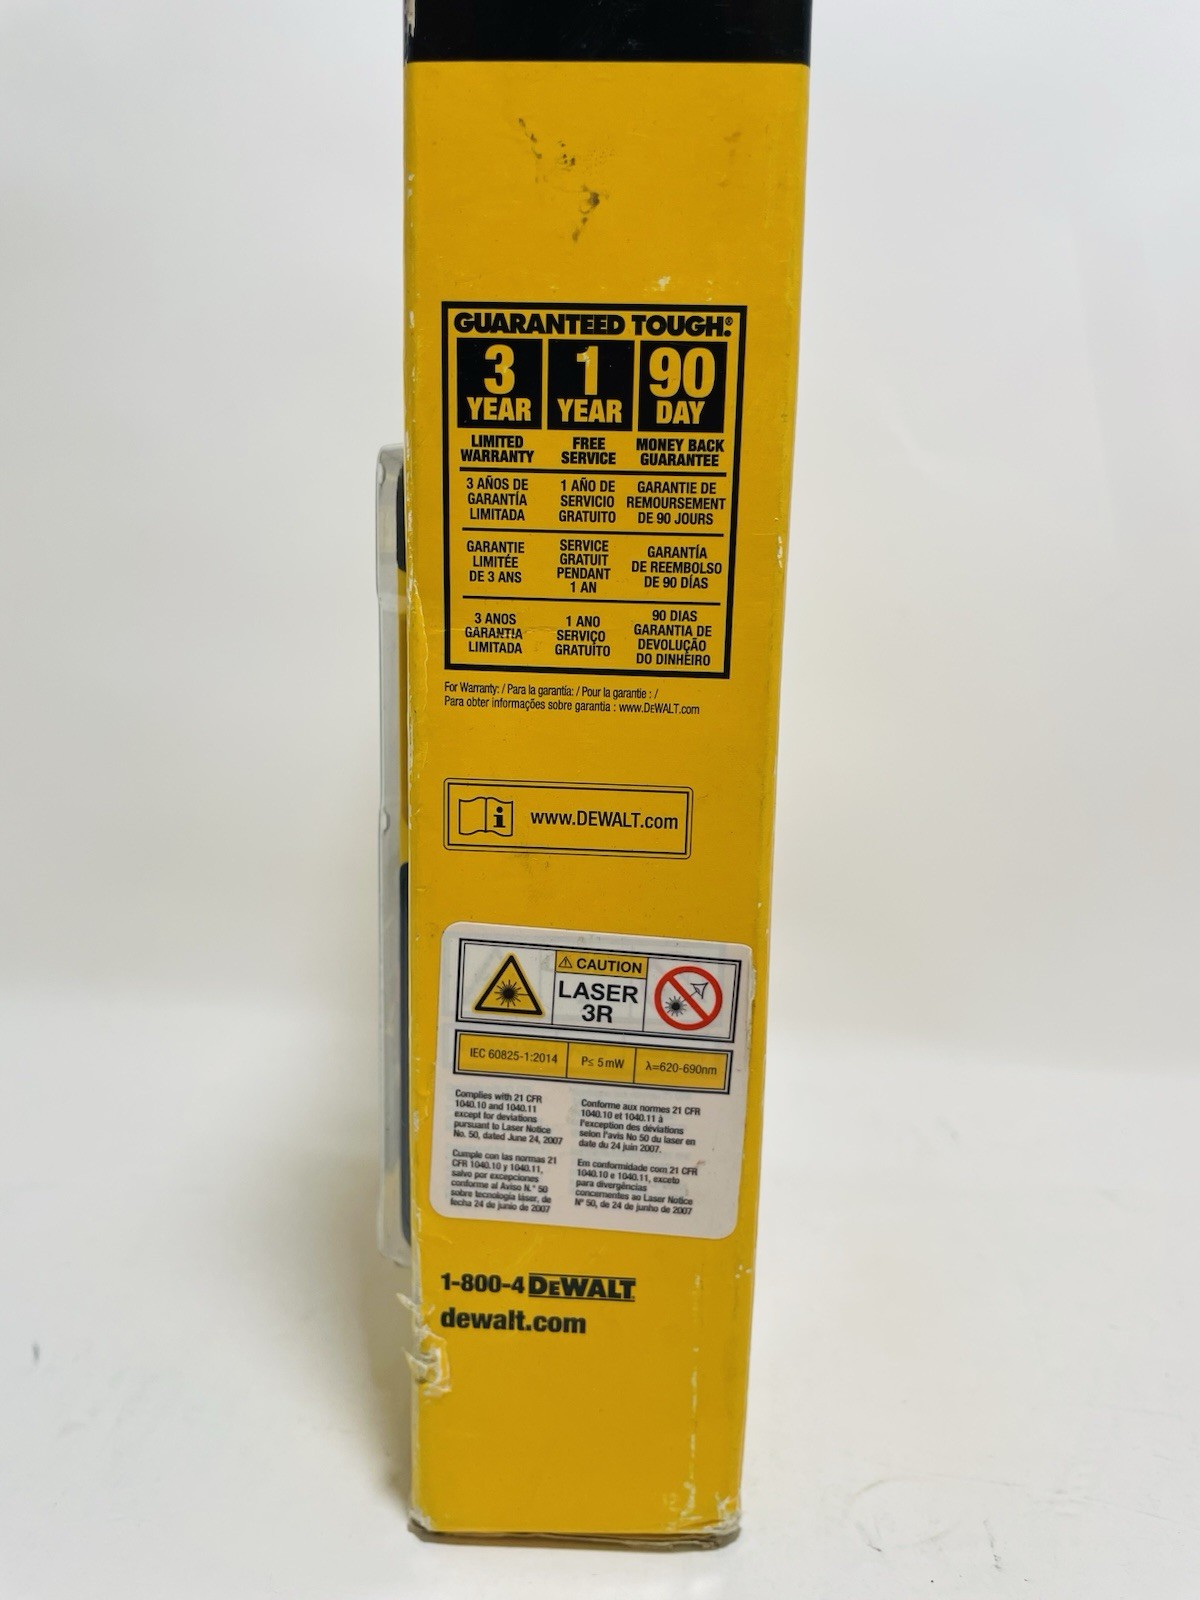 GUARANTEED TOUGH.®
3 YEAR
LIMITED
WARRANTY
1 YEAR
FREE
SERVICE
90 DAY
MONEY BACK
GUARANTEE
3 AÑOS DE
GARANTÍA
LIMITADA
1 AÑO DE
SERVICIO
GRATUITO
GARANTIE DE
REMOURSEMENT
DE 90 JOURS
GARANTIE
LIMITÉE
DE 3 ANS
SERVICE
GRATUIT
PENDANT
1 AN
GARANTÍA
DE REEMBOLSO
DE 90 DÍAS
3 ANOS
GARANTIA
LIMITADA
1 ANO
SERVIÇO
GRATUÍTO
90 DIAS
GARANTIA DE
DEVOLUÇÃO
DO DINHEIRO
For Warranty: / Para la garantía: / Pour la garantie : /
Para obter informações sobre garantia : www.DEWALT.com
www.DEWALT.com
CAUTION
LASER
3R
IEC 60825-1:2014
P≤ 5mW
λ=620-690nm
Complies with 21 CFR
1040.10 and 1040.11
except for deviations
pursuant to Laser Notice
No. 50, dated June 24, 2007
Conforme aux normes 21 CFR
1040.10 et 1040.11 à
l'exception des déviations
selon l'avis No 50 du laser en
date du 24 juin 2007.
Cumple con las normas 21
CFR 1040.10 y 1040.11,
salvo por excepciones
conforme al Aviso N.° 50
sobre tecnología láser, de
fecha 24 de junio de 2007
Em conformidade com 21 CFR
1040.10 e 1040.11, exceto
para divergências
concernentes ao Laser Notice
N° 50, de 24 de junho de 2007
1-800-4 DEWALT
dewalt.com